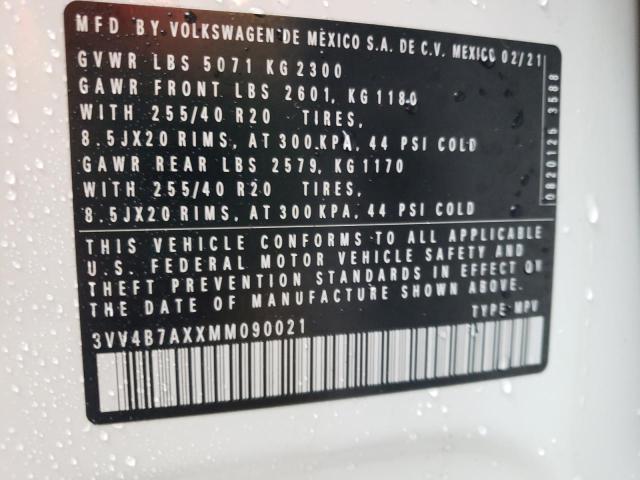 MFD BY VOLKSWAGEN DE MEXICO S.A. DE C.V. MEXICO 02/21
GVWR LBS 5071 KG 2300
GAWR FRONT LBS 2601, KG 1180
WITH 255/40 R20 TIRES,
8.5JX20 RIMS, AT 300 KPA, 44 PSI COLD
GAWR REAR LBS 2579, KG 1170
WITH 255/40 R20 TIRES,
8.5JX20 RIMS, AT 300 KPA, 44 PSI COLD
0820126 3588
THIS VEHICLE CONFORMS TO ALL APPLICABLE
U.S. FEDERAL MOTOR VEHICLE SAFETY AND
THEFT PREVENTION STANDARDS IN EFFECT ON
THE DATE OF MANUFACTURE SHOWN ABOVE.
3VV4B7AXXMM090021
TYPE MPV